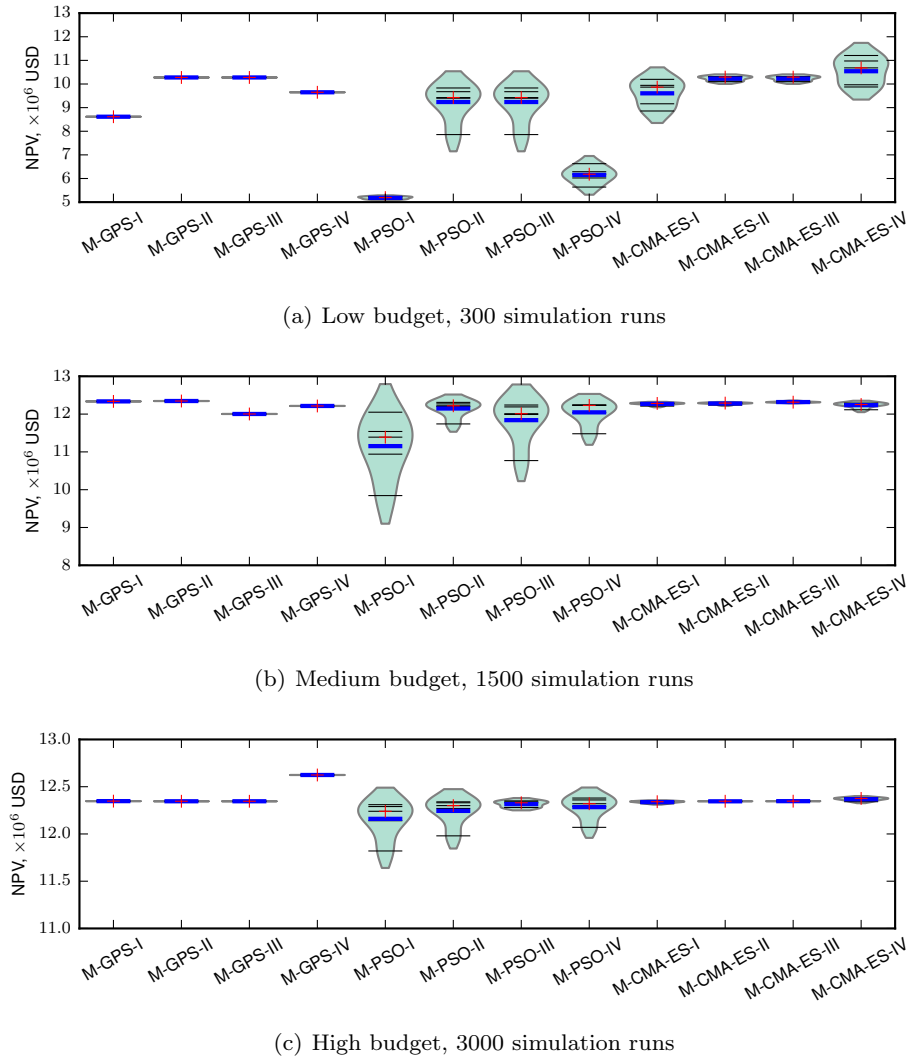 13
12
11
10
9
8
7
6
5
NPV, ×10⁶ USD
M-GPS-I
M-GPS-II
M-GPS-III
M-GPS-IV
M-PSO-I
M-PSO-II
M-PSO-III
M-PSO-IV
M-CMA-ES-I
M-CMA-ES-II
M-CMA-ES-III
M-CMA-ES-IV
(a) Low budget, 300 simulation runs
13
12
11
10
9
8
NPV, ×10⁶ USD
M-GPS-I
M-GPS-II
M-GPS-III
M-GPS-IV
M-PSO-I
M-PSO-II
M-PSO-III
M-PSO-IV
M-CMA-ES-I
M-CMA-ES-II
M-CMA-ES-III
M-CMA-ES-IV
(b) Medium budget, 1500 simulation runs
13.0
12.5
12.0
11.5
11.0
NPV, ×10⁶ USD
M-GPS-I
M-GPS-II
M-GPS-III
M-GPS-IV
M-PSO-I
M-PSO-II
M-PSO-III
M-PSO-IV
M-CMA-ES-I
M-CMA-ES-II
M-CMA-ES-III
M-CMA-ES-IV
(c) High budget, 3000 simulation runs